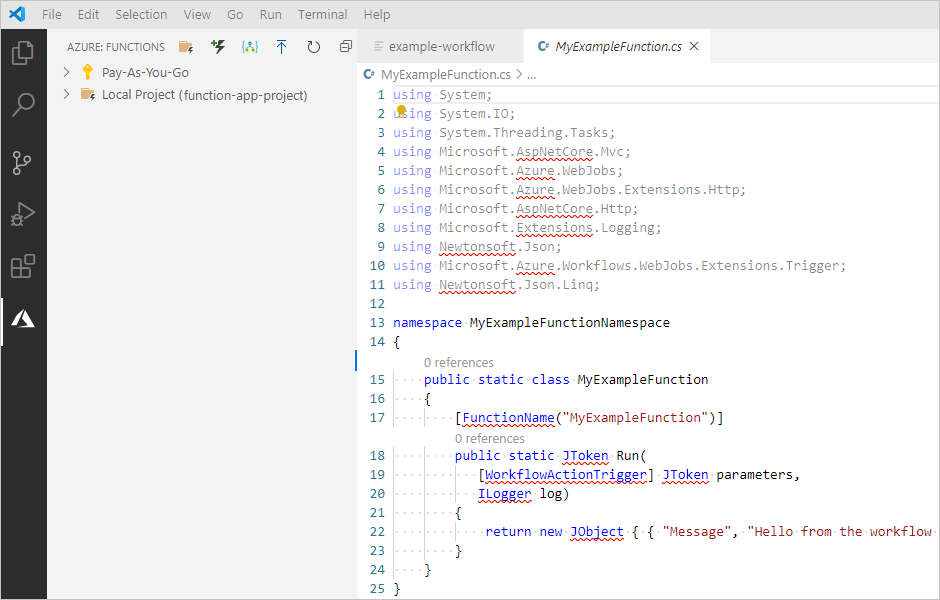 File Edit Selection View Go Run Terminal Help
AZURE: FUNCTIONS
Pay-As-You-Go
Local Project (function-app-project)
example-workflow
MyExampleFunction.cs
MyExampleFunction.cs > ...
1 using System;
2 using System.IO;
3 using System.Threading.Tasks;
4 using Microsoft.AspNetCore.Mvc;
5 using Microsoft.Azure.WebJobs;
6 using Microsoft.Azure.WebJobs.Extensions.Http;
7 using Microsoft.AspNetCore.Http;
8 using Microsoft.Extensions.Logging;
9 using Newtonsoft.Json;
10 using Microsoft.Azure.Workflows.WebJobs.Extensions.Trigger;
11 using Newtonsoft.Json.Linq;
12
13 namespace MyExampleFunctionNamespace
14 {
0 references
15 public static class MyExampleFunction
16 {
17 [FunctionName("MyExampleFunction")]
0 references
18 public static JToken Run(
19 [WorkflowActionTrigger] JToken parameters,
20 ILogger log)
21 {
22 return new JObject { { "Message", "Hello from the workflow
23 }
24 }
25 }